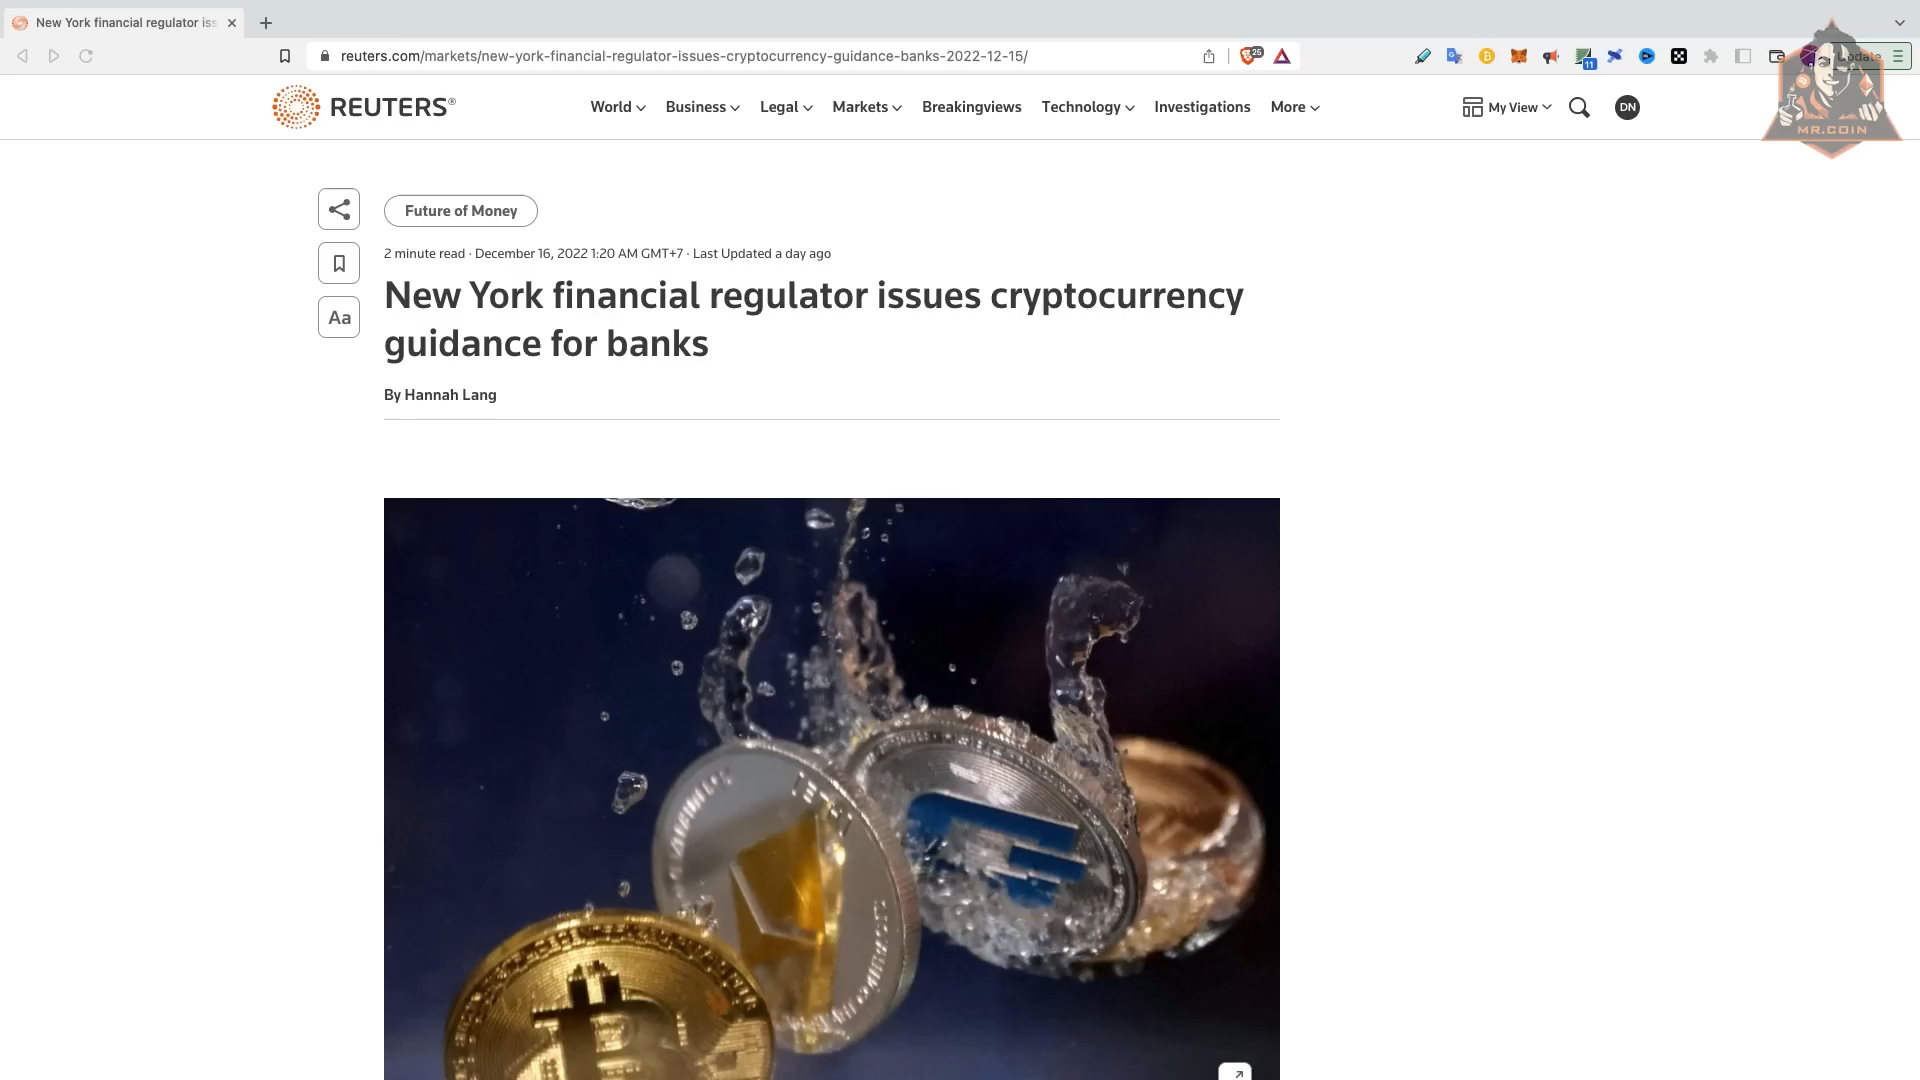 New York financial regulator iss
reuters.com/markets/new-york-financial-regulator-issues-cryptocurrency-guidance-banks-2022-12-15/
25
11
Update
MR.COIN
REUTERS®
World
Business
Legal
Markets
Breakingviews
Technology
Investigations
More
My View
DN
Future of Money
2 minute read · December 16, 2022 1:20 AM GMT+7 · Last Updated a day ago
Aa
New York financial regulator issues cryptocurrency
guidance for banks
By Hannah Lang